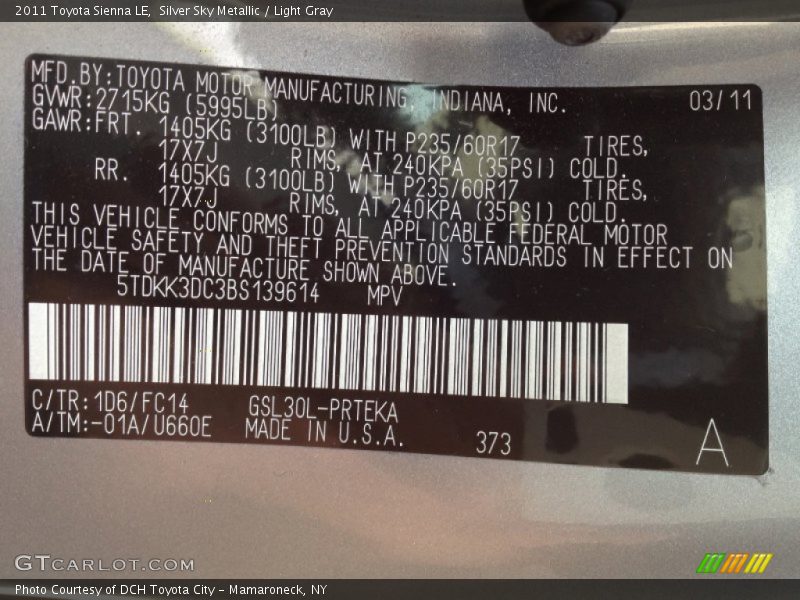 2011 Toyota Sienna LE,  Silver Sky Metallic / Light Gray
MFD.BY:TOYOTA MOTOR MANUFACTURING, INDIANA, INC. 03/11
GVWR:2715KG (5995LB)
GAWR:FRT. 1405KG (3100LB) WITH P235/60R17 TIRES,
17X7J RIMS, AT 240KPA (35PSI) COLD.
RR. 1405KG (3100LB) WITH P235/60R17 TIRES,
17X7J RIMS, AT 240KPA (35PSI) COLD.
THIS VEHICLE CONFORMS TO ALL APPLICABLE FEDERAL MOTOR
VEHICLE SAFETY AND THEFT PREVENTION STANDARDS IN EFFECT ON
THE DATE OF MANUFACTURE SHOWN ABOVE.
5TDKK3DC3BS139614 MPV
C/TR:1D6/FC14 GSL30L-PRTEKA
A/TM:-01A/U660E MADE IN U.S.A. 373 A
GTCARLOT.COM
Photo Courtesy of DCH Toyota City - Mamaroneck, NY